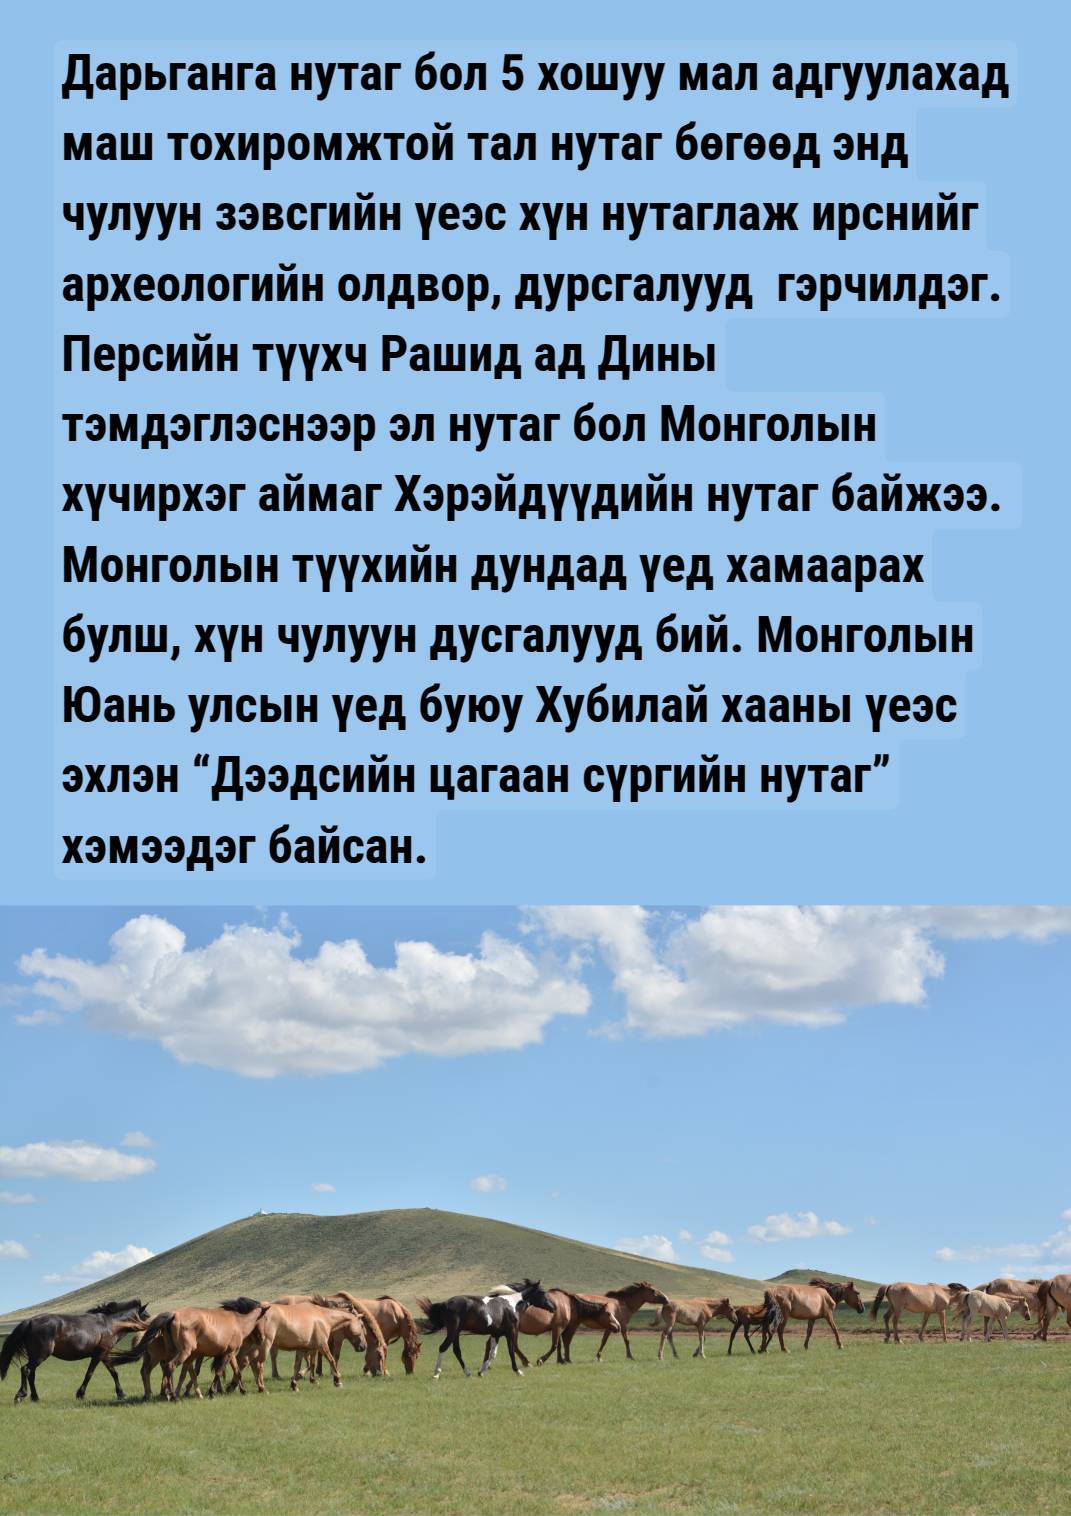 Дарьганга нутаг бол 5 хошуу мал адгуулахад
маш тохиромжтой тал нутаг бөгөөд энд
чулуун зэвсгийн үеэс хүн нутаглаж ирснийг
археологийн олдвор, дурсгалууд  гэрчилдэг.
Персийн түүхч Рашид ад Дины
тэмдэглэснээр эл нутаг бол Монголын
хүчирхэг аймаг Хэрэйдүүдийн нутаг байжээ.
Монголын түүхийн дундад үед хамаарах
булш, хүн чулуун дусгалууд бий. Монголын
Юань улсын үед буюу Хубилай хааны үеэс
эхлэн “Дээдсийн цагаан сүргийн нутаг”
хэмээдэг байсан.